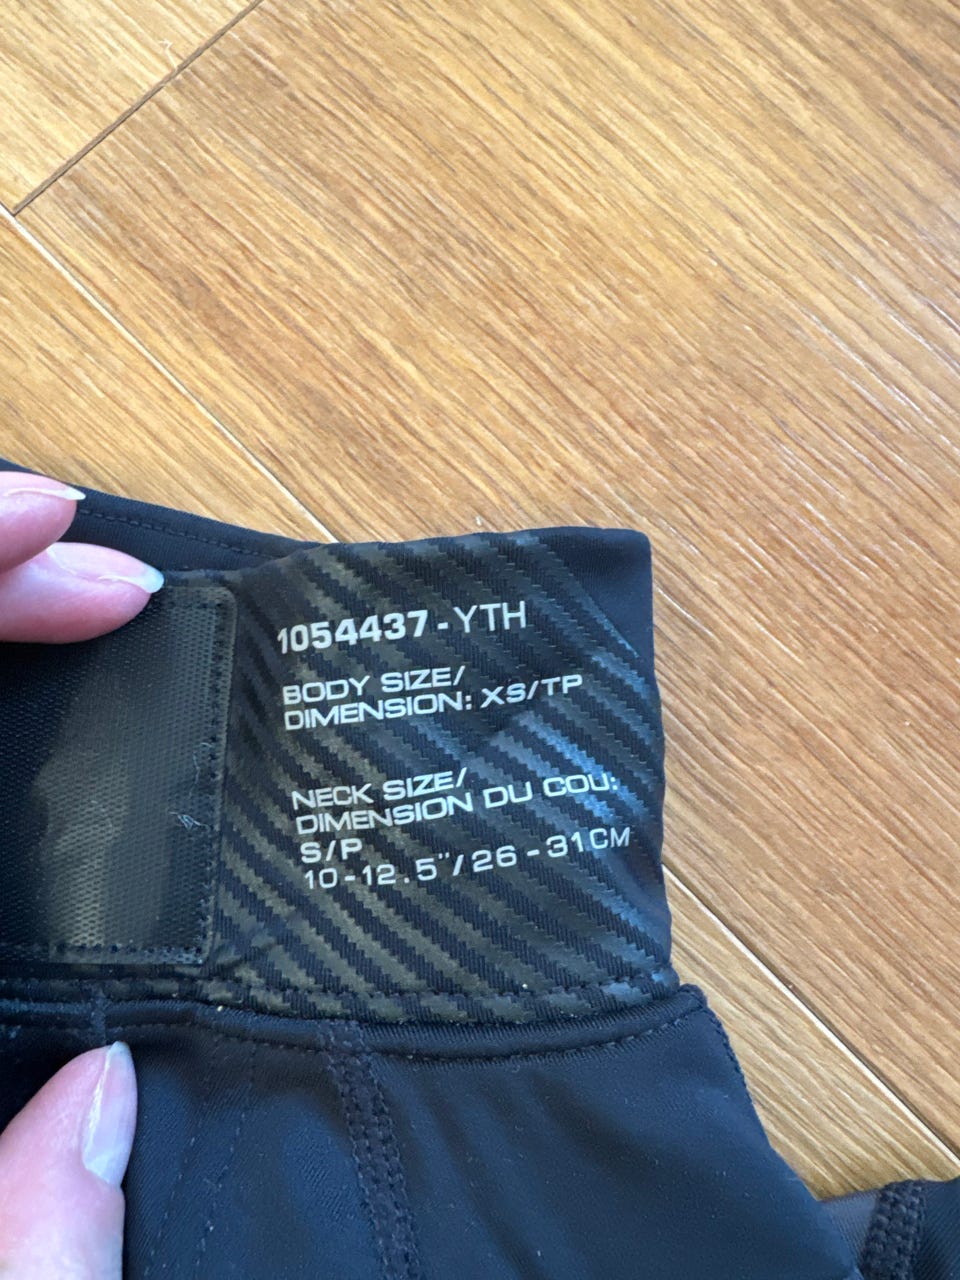 1054437-YTH
BODY SIZE/
DIMENSION: XS/TP
NECK SIZE/
DIMENSION DU COU:
S/P
10-12.5"/26-31CM